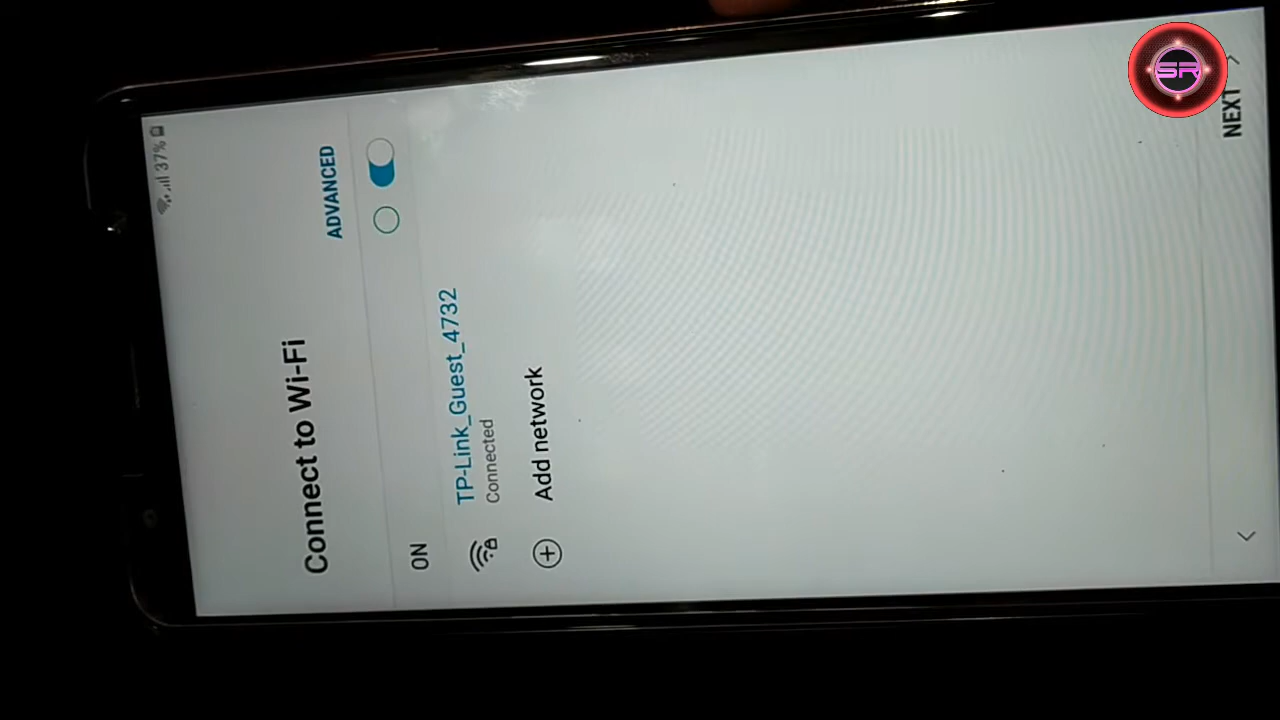 37%
Connect to Wi-Fi
ADVANCED
ON
TP-Link_Guest_4732
Connected
Add network
NEXT
SR